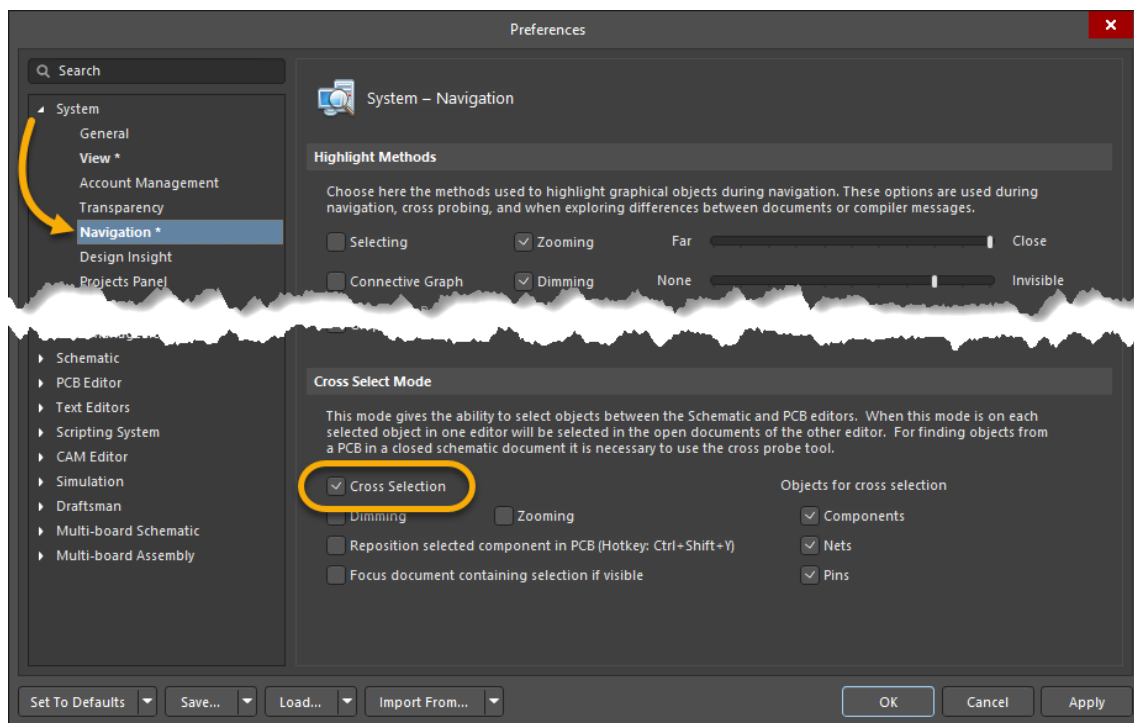 Preferences
Search
System
General
View *
Account Management
Transparency
Navigation *
Design Insight
Projects Panel
Schematic
PCB Editor
Text Editors
Scripting System
CAM Editor
Simulation
Draftsman
Multi-board Schematic
Multi-board Assembly
System – Navigation
Highlight Methods
Choose here the methods used to highlight graphical objects during navigation. These options are used during
navigation, cross probing, and when exploring differences between documents or compiler messages.
Selecting Zooming Far Close
Connective Graph Dimming None Invisible
Cross Select Mode
This mode gives the ability to select objects between the Schematic and PCB editors. When this mode is on each
selected object in one editor will be selected in the open documents of the other editor. For finding objects from
a PCB in a closed schematic document it is necessary to use the cross probe tool.
Cross Selection Objects for cross selection
Dimming Zooming Components
Reposition selected component in PCB (Hotkey: Ctrl+Shift+Y) Nets
Focus document containing selection if visible Pins
Set To Defaults Save... Load... Import From... OK Cancel Apply